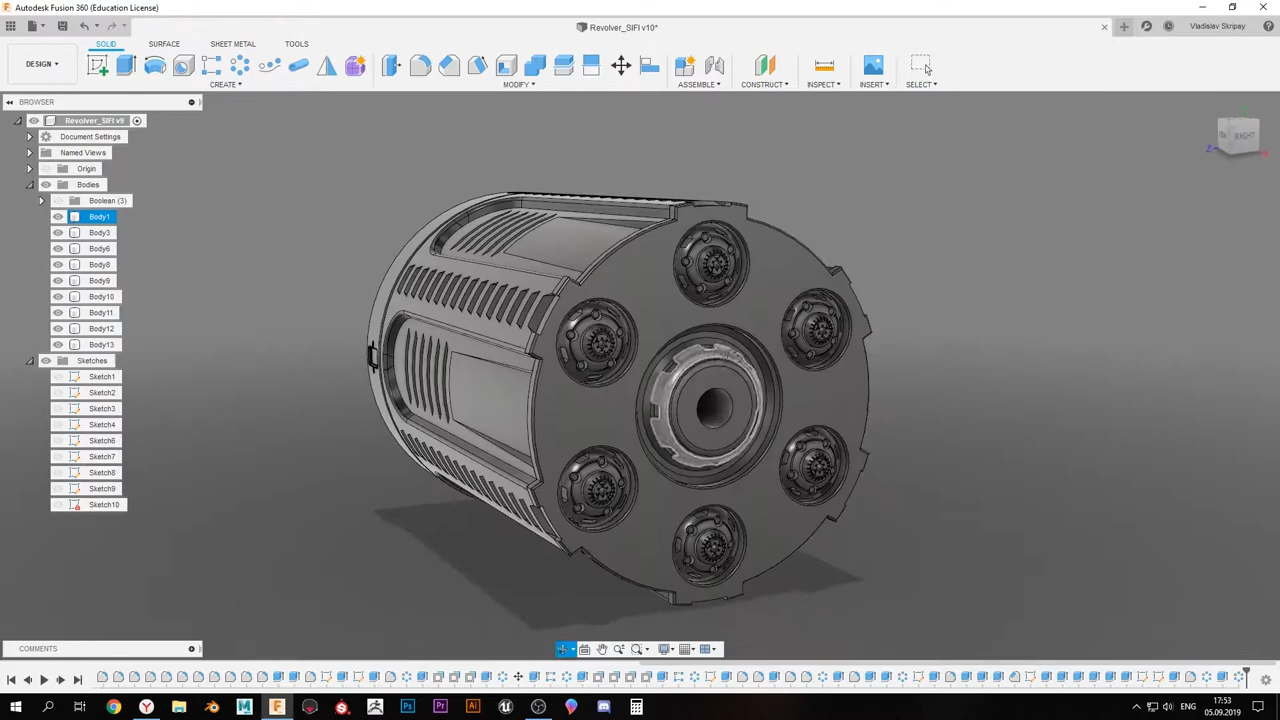 Autodesk Fusion 360 (Education License)
Revolver_SIFI v10*
Vladislav Skripay
SOLID SURFACE SHEET METAL TOOLS
DESIGN ▾
CREATE ▾ MODIFY ▾ ASSEMBLE ▾ CONSTRUCT ▾ INSPECT ▾ INSERT ▾ SELECT ▾
BROWSER
Revolver_SIFI v9
Document Settings
Named Views
Origin
Bodies
Boolean (3)
Body1
Body3
Body6
Body8
Body9
Body10
Body11
Body12
Body13
Sketches
Sketch1
Sketch2
Sketch3
Sketch4
Sketch6
Sketch7
Sketch8
Sketch9
Sketch10
RIGHT
Z
X
COMMENTS
17:53
05.09.2019